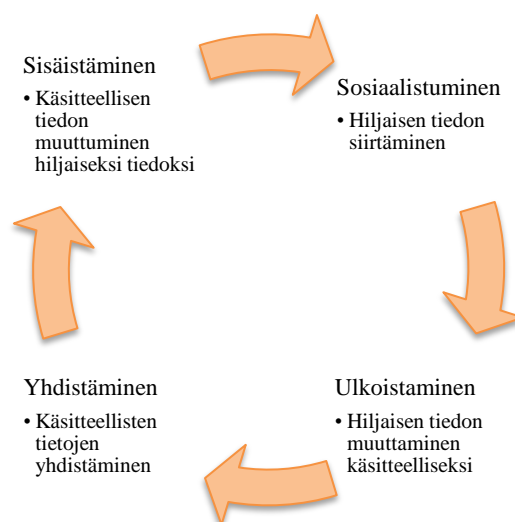 Sisäistäminen
• Käsitteellisen
tiedon
muuttuminen
hiljaiseksi tiedoksi
Sosiaalistuminen
• Hiljaisen tiedon
siirtäminen
Yhdistäminen
• Käsitteellisten
tietojen
yhdistäminen
Ulkoistaminen
• Hiljaisen tiedon
muuttaminen
käsitteelliseksi